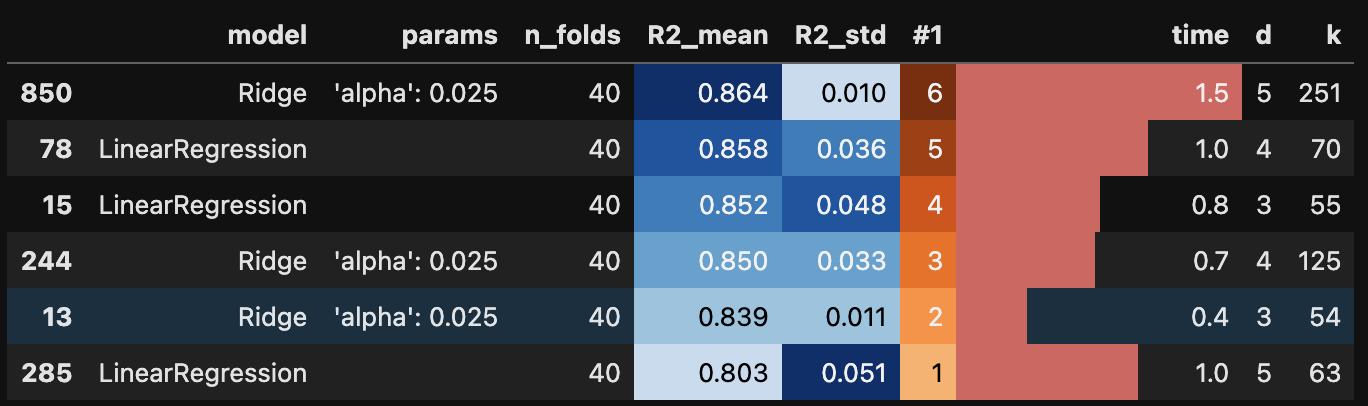 model params n_folds R2_mean R2_std #1 time d k
850 Ridge 'alpha': 0.025 40 0.864 0.010 6 1.5 5 251
78 LinearRegression 40 0.858 0.036 5 1.0 4 70
15 LinearRegression 40 0.852 0.048 4 0.8 3 55
244 Ridge 'alpha': 0.025 40 0.850 0.033 3 0.7 4 125
13 Ridge 'alpha': 0.025 40 0.839 0.011 2 0.4 3 54
285 LinearRegression 40 0.803 0.051 1 1.0 5 63